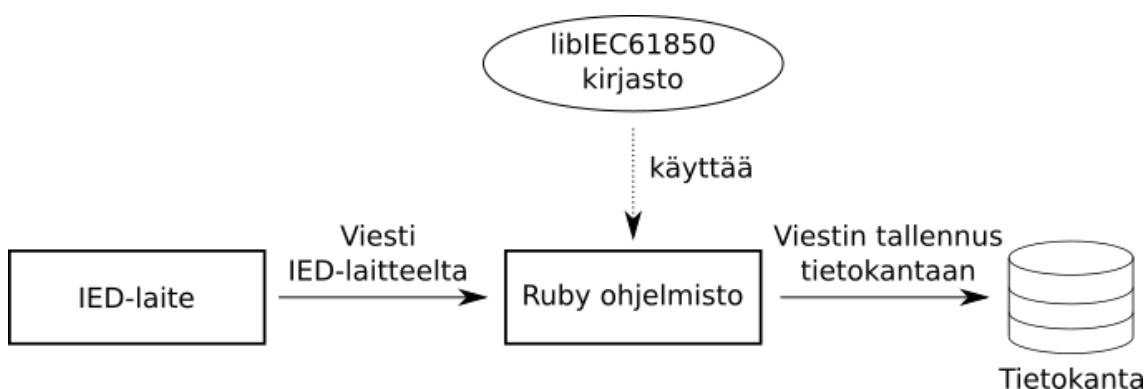 libIEC61850
kirjasto
käyttää
Viesti
IED-laitteelta
Viestin tallennus
tietokantaan
IED-laite
Ruby ohjelmisto
Tietokanta